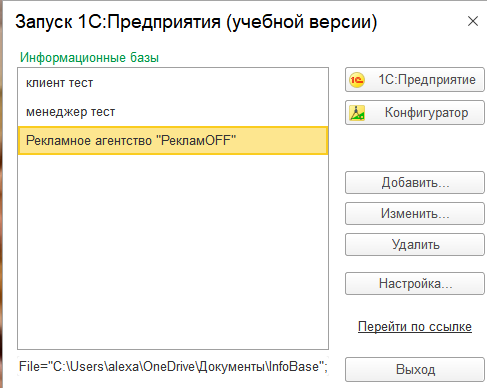 Запуск 1С:Предприятия (учебной версии)
Информационные базы
клиент тест
менеджер тест
Рекламное агентство "РекламOFF"
1С:Предприятие
Конфигуратор
Добавить...
Изменить...
Удалить
Настройка...
Перейти по ссылке
File="C:\Users\alexa\OneDrive\Документы\InfoBase";
Выход